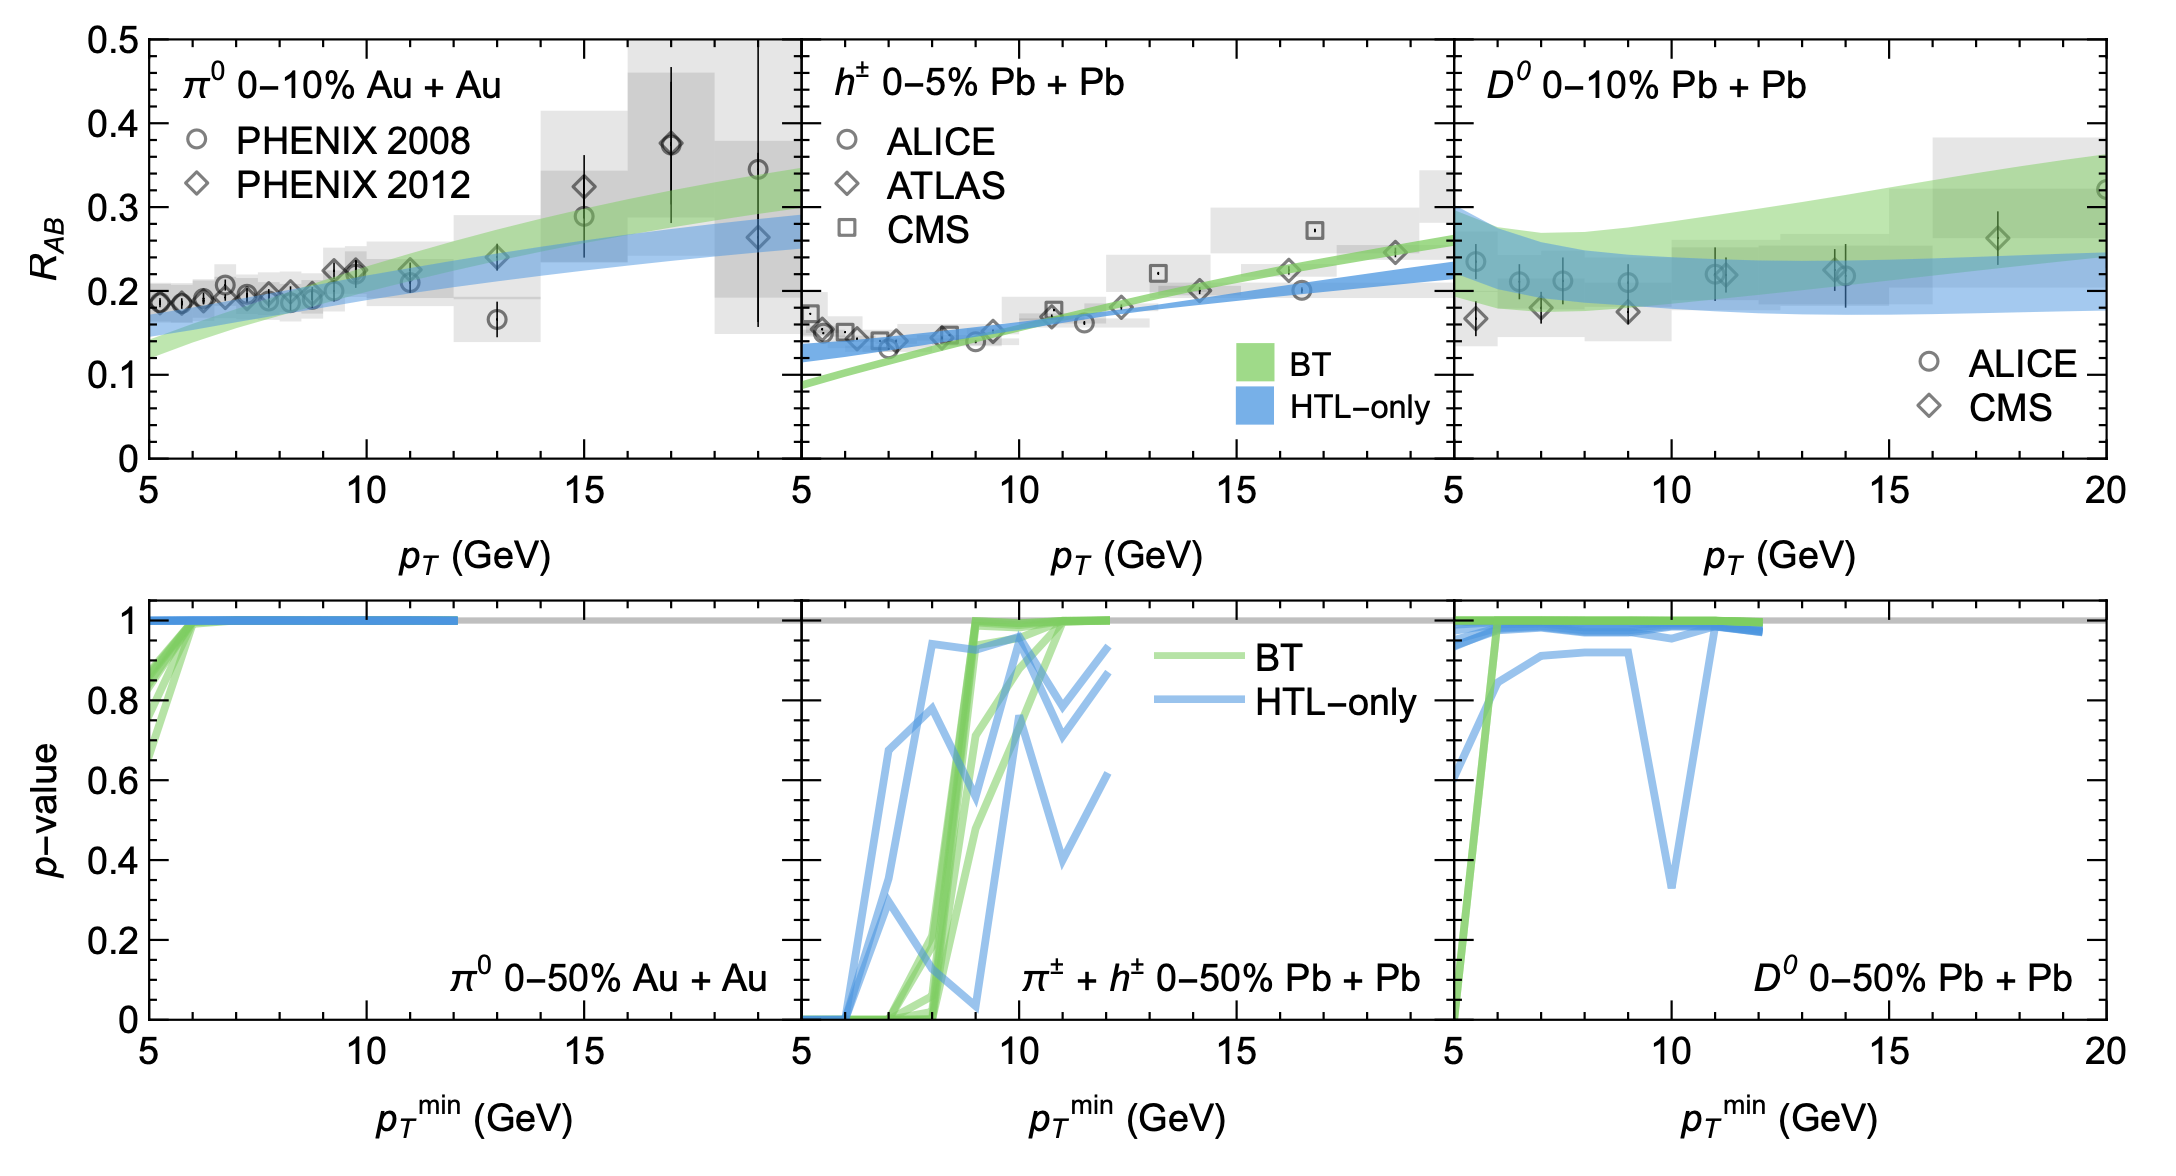 π⁰ 0–10% Au + Au
PHENIX 2008
PHENIX 2012
h± 0–5% Pb + Pb
ALICE
ATLAS
CMS
BT
HTL–only
D⁰ 0–10% Pb + Pb
ALICE
CMS
R_AB
0.5
0.4
0.3
0.2
0.1
0
5 10 15 5 10 15 5 10 15 20
p_T (GeV) p_T (GeV) p_T (GeV)
p–value
1
0.8
0.6
0.4
0.2
0
BT
HTL–only
π⁰ 0–50% Au + Au
π± + h± 0–50% Pb + Pb
D⁰ 0–50% Pb + Pb
5 10 15 5 10 15 5 10 15 20
p_T^min (GeV) p_T^min (GeV) p_T^min (GeV)